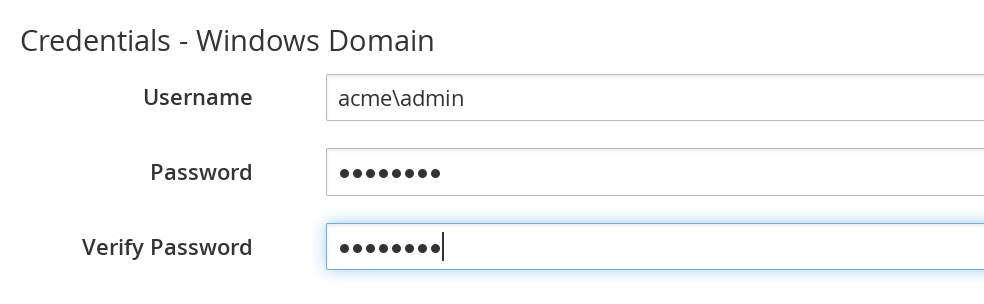 Credentials - Windows Domain
Username acme\admin
Password ••••••••
Verify Password ••••••••